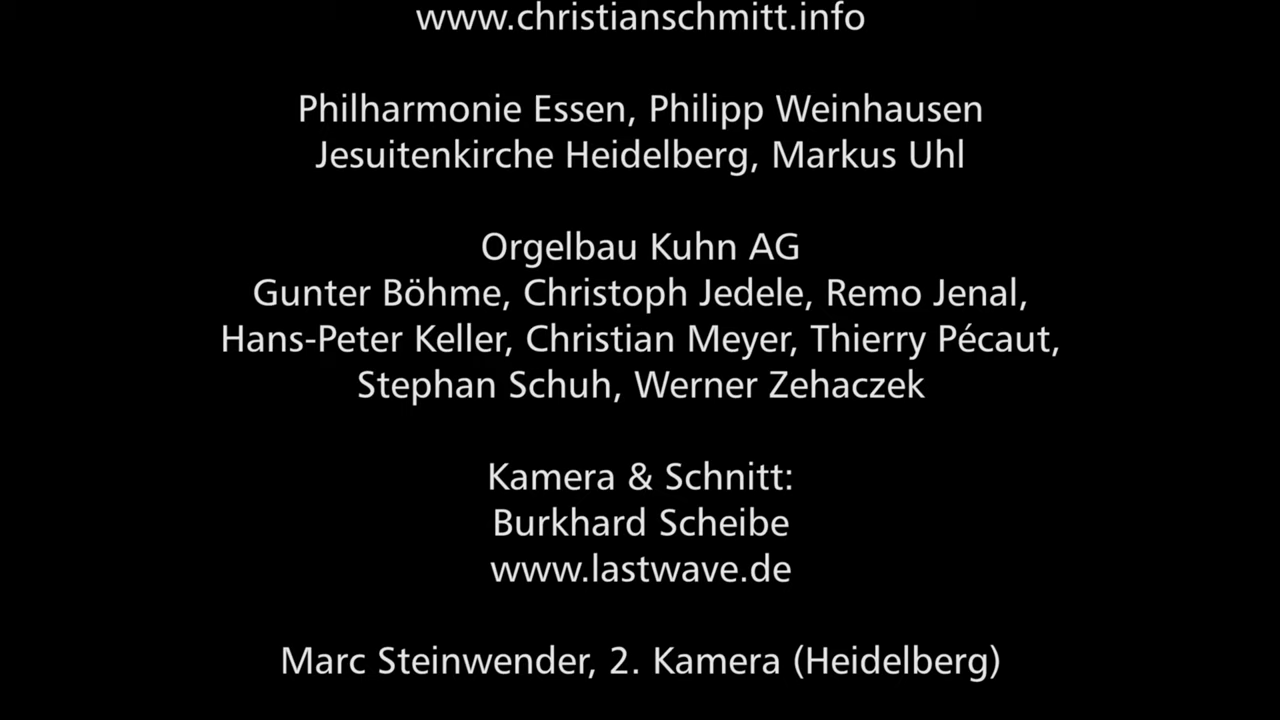 www.christianschmitt.info
Philharmonie Essen, Philipp Weinhausen
Jesuitenkirche Heidelberg, Markus Uhl
Orgelbau Kuhn AG
Gunter Böhme, Christoph Jedele, Remo Jenal,
Hans-Peter Keller, Christian Meyer, Thierry Pécaut,
Stephan Schuh, Werner Zehaczek
Kamera & Schnitt:
Burkhard Scheibe
www.lastwave.de
Marc Steinwender, 2. Kamera (Heidelberg)